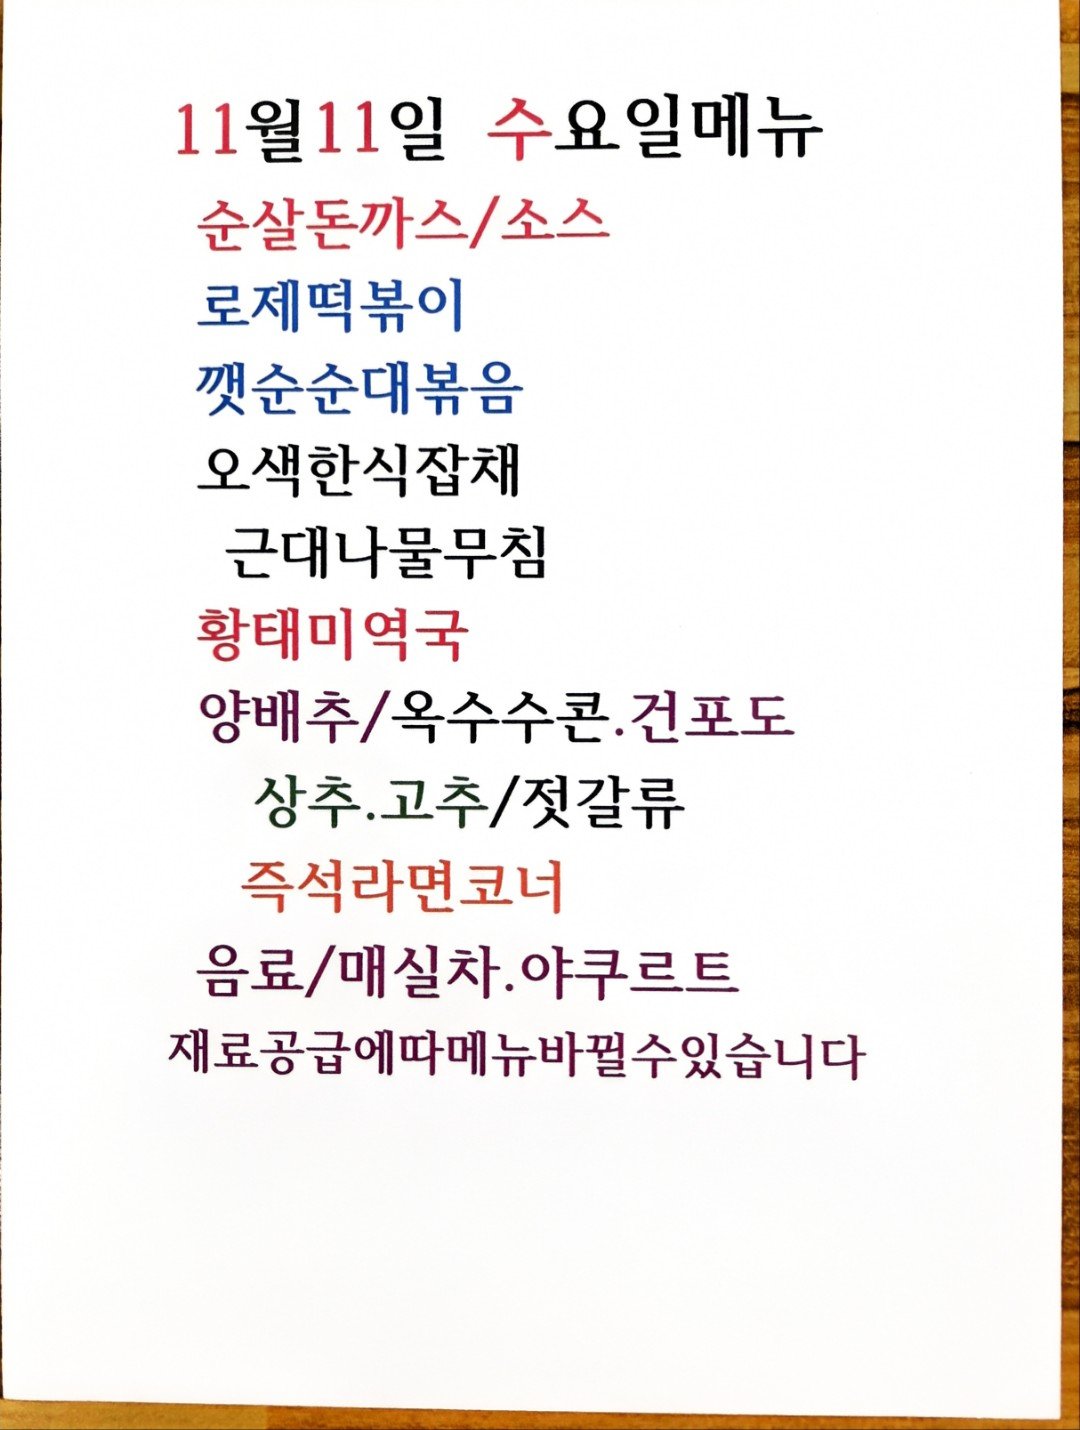 11월11일 수요일메뉴
순살돈까스/소스
로제떡볶이
깻순순대볶음
오색한식잡채
근대나물무침
황태미역국
양배추/옥수수콘.건포도
상추.고추/젓갈류
즉석라면코너
음료/매실차.야쿠르트
재료공급에따메뉴바뀔수있습니다